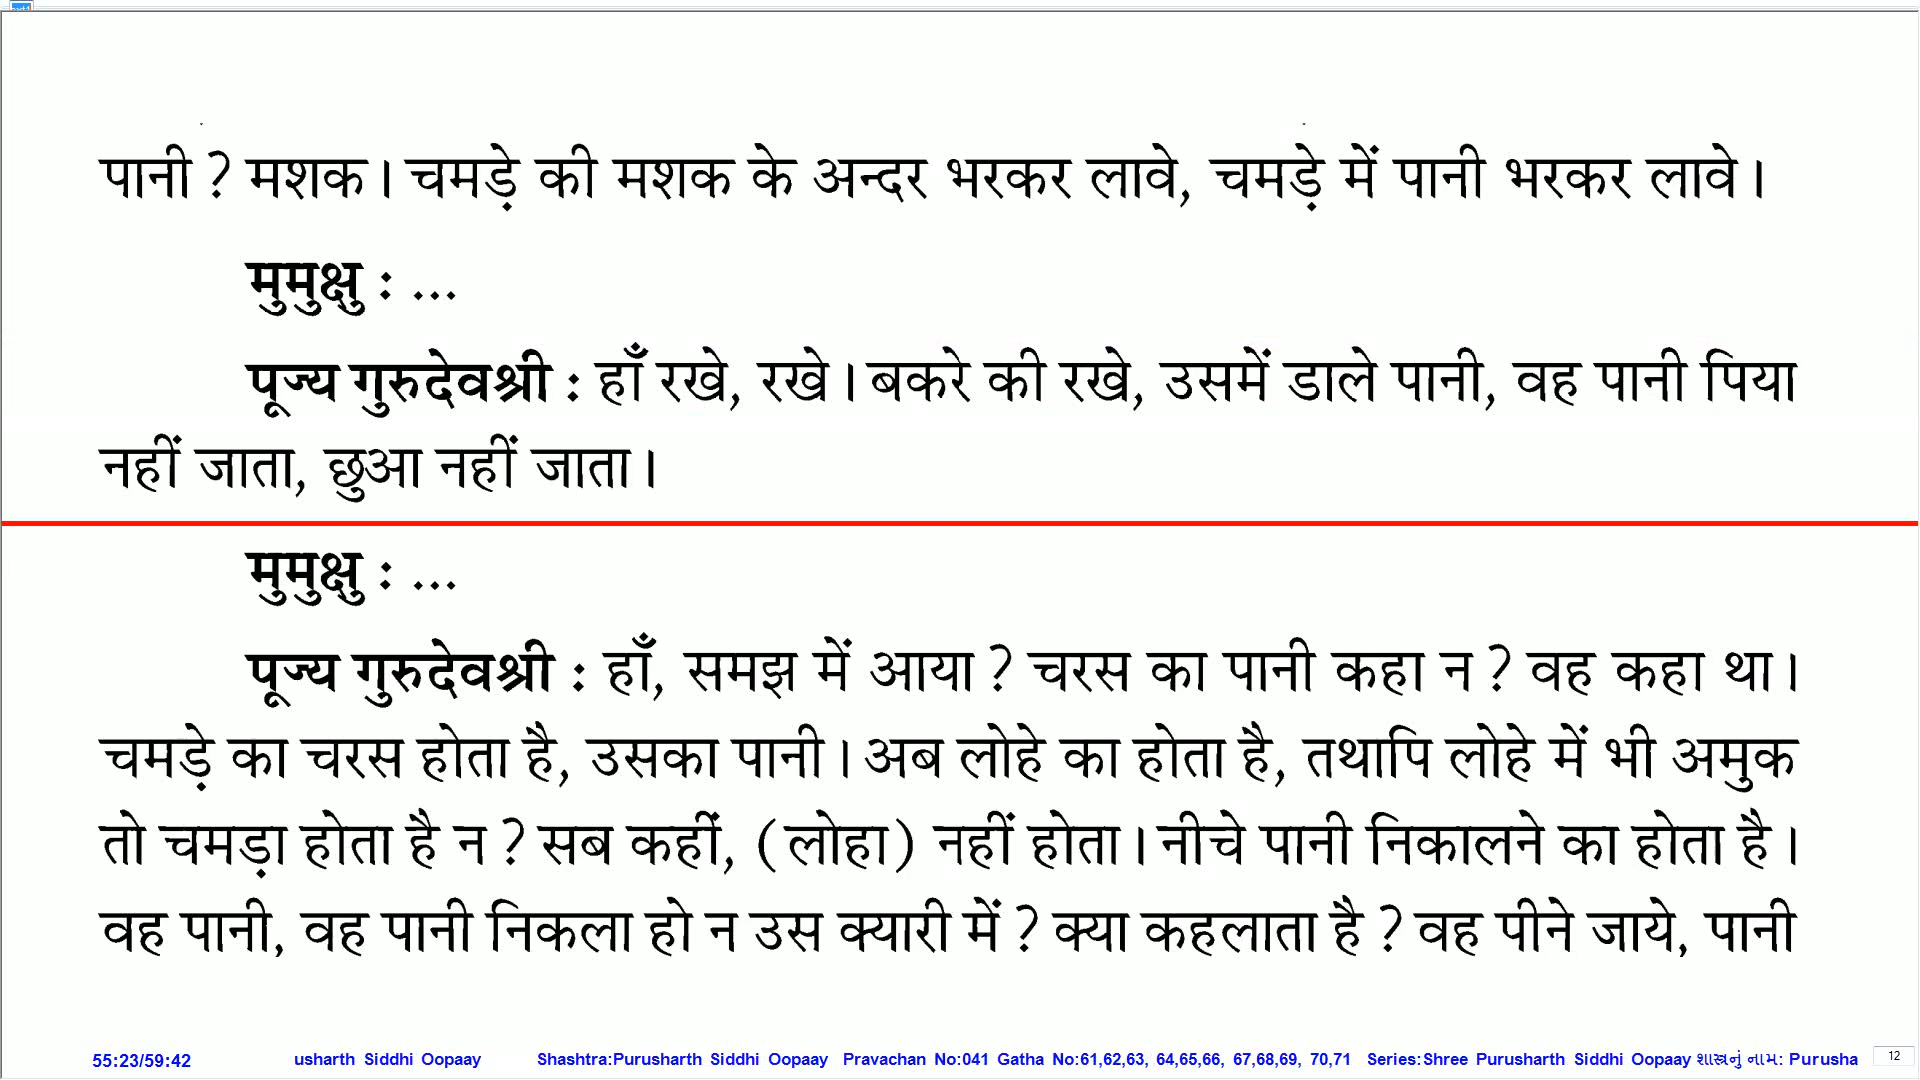 पानी ? मशक। चमड़े की मशक के अन्दर भरकर लावे, चमड़े में पानी भरकर लावे।
मुमुक्षु : ...
पूज्य गुरुदेवश्री : हाँ रखे, रखे। बकरे की रखे, उसमें डाले पानी, वह पानी पिया
नहीं जाता, छुआ नहीं जाता।
मुमुक्षु : ...
पूज्य गुरुदेवश्री : हाँ, समझ में आया ? चरस का पानी कहा न ? वह कहा था।
चमड़े का चरस होता है, उसका पानी। अब लोहे का होता है, तथापि लोहे में भी अमुक
तो चमड़ा होता है न ? सब कहीं, (लोहा) नहीं होता। नीचे पानी निकालने का होता है।
वह पानी, वह पानी निकला हो न उस क्यारी में ? क्या कहलाता है ? वह पीने जाये, पानी
55:23/59:42 usharth Siddhi Oopaay Shashtra:Purusharth Siddhi Oopaay Pravachan No:041 Gatha No:61,62,63, 64,65,66, 67,68,69, 70,71 Series:Shree Purusharth Siddhi Oopaay શાસ્ત્રનું નામ: Purusha 12